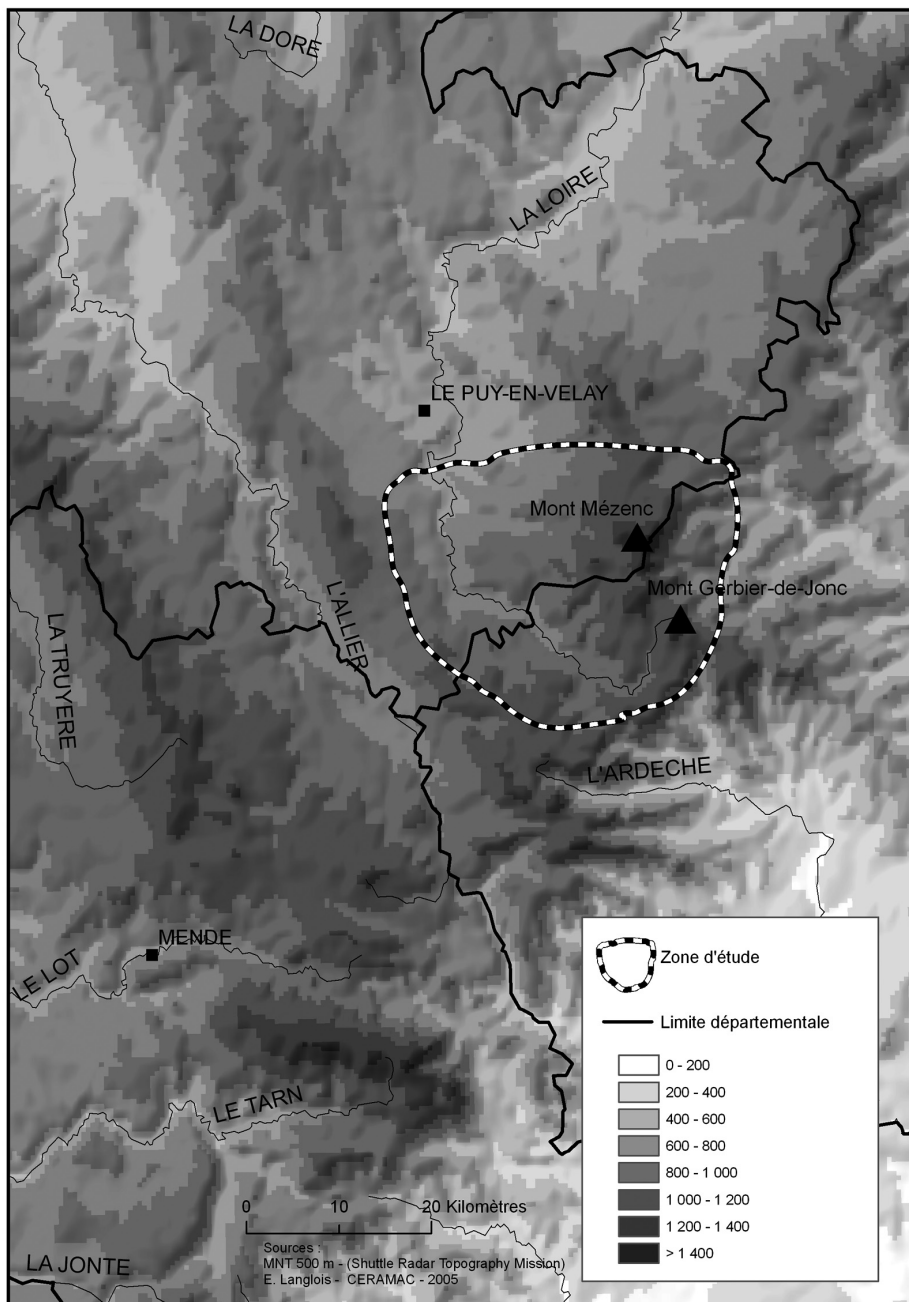 LA DORE
LA LOIRE
LE PUY-EN-VELAY
Mont Mézenc
Mont Gerbier-de-Jonc
L'ALLIER
LA TRUYERE
L'ARDECHE
MENDE
LE LOT
LE TARN
LA JONTE
0 10 20 Kilomètres
Sources :
MNT 500 m - (Shuttle Radar Topography Mission)
E. Langlois - CERAMAC - 2005
Zone d'étude
Limite départementale
0 - 200
200 - 400
400 - 600
600 - 800
800 - 1 000
1 000 - 1 200
1 200 - 1 400
> 1 400